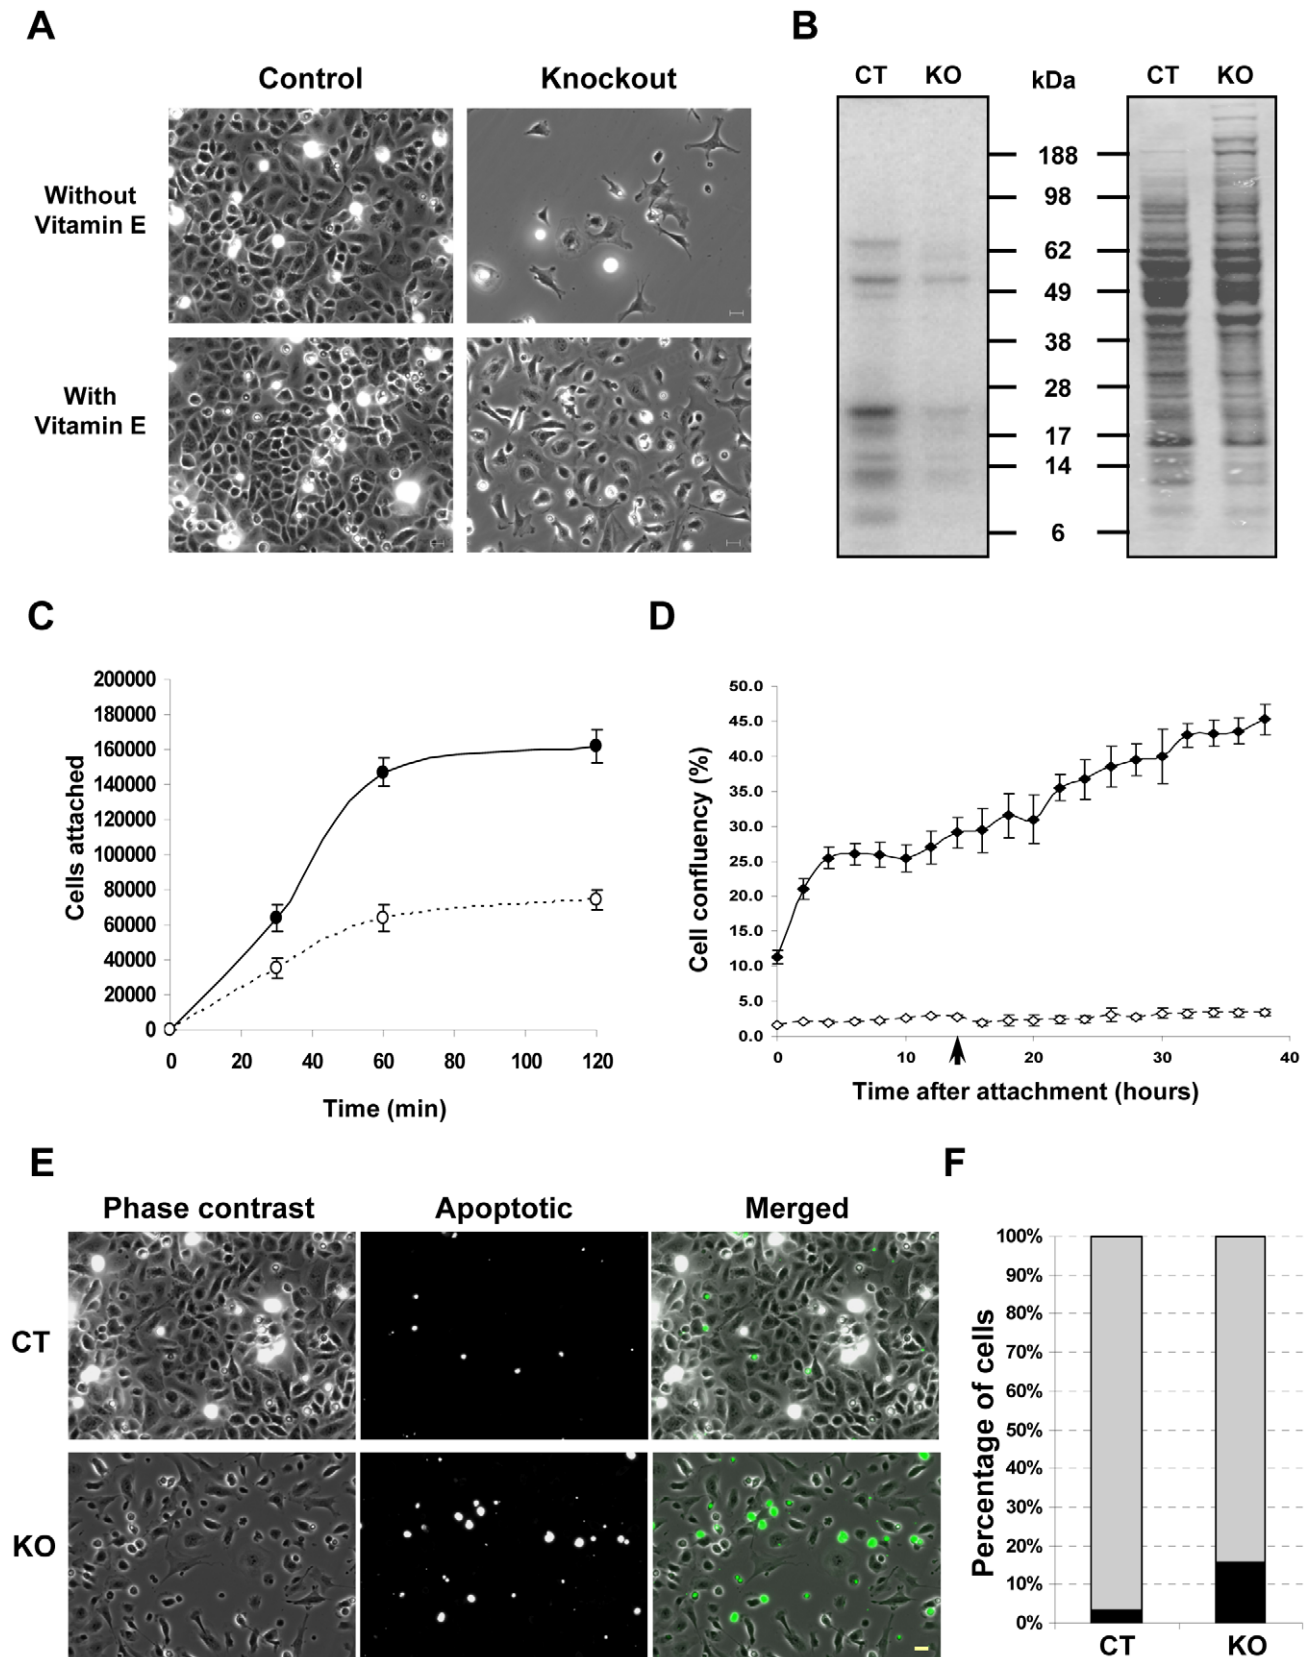 A
Control
Knockout
Without
Vitamin E
With
Vitamin E
B
CT
KO
kDa
CT
KO
188
98
62
49
38
28
17
14
6
C
Cells attached
200000
180000
160000
140000
120000
100000
80000
60000
40000
20000
0
0
20
40
60
80
100
120
Time (min)
D
Cell confluency (%)
50.0
45.0
40.0
35.0
30.0
25.0
20.0
15.0
10.0
5.0
0.0
0
10
20
30
40
Time after attachment (hours)
E
Phase contrast
Apoptotic
Merged
CT
KO
F
Percentage of cells
100%
90%
80%
70%
60%
50%
40%
30%
20%
10%
0%
CT
KO